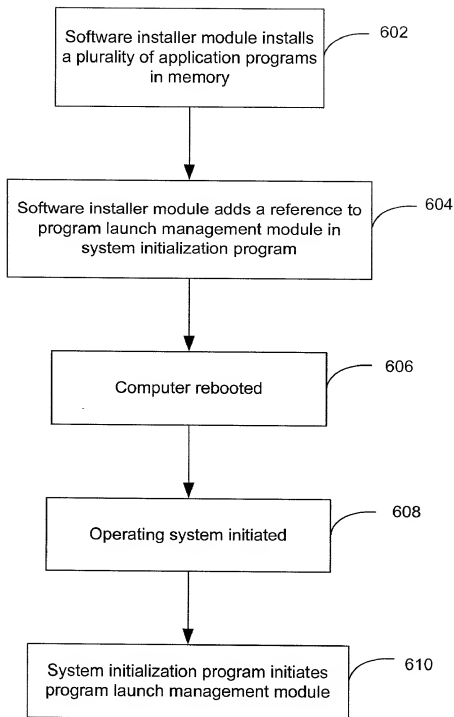 Software installer module installs
a plurality of application programs
in memory
602
Software installer module adds a reference to
program launch management module in
system initialization program
604
Computer rebooted
606
Operating system initiated
608
System initialization program initiates
program launch management module
610